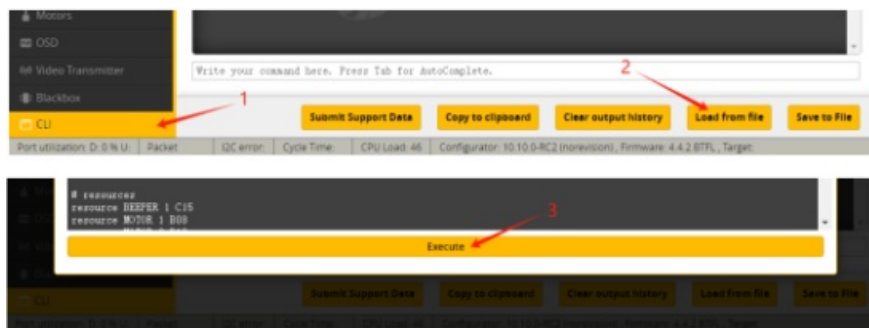 Motors
OSD
Video Transmitter
Write your command here. Press Tab for AutoComplete.
2
Blackbox
1
CLI
Submit Support Data
Copy to clipboard
Clear output history
Load from file
Save to File
Port utilization: D: 0 % U: Packet I2C error: Cycle Time: CPU Load: 46 Configurator: 10.10.0-RC2 (norevision), Firmware: 4.4.2 BTFL, Target:
# resources
resource BEEPER 1 C15
resource MOTOR 1 B08
3
Execute
CLI
Submit Support Data
Copy to clipboard
Clear output history
Load from file
Save to File